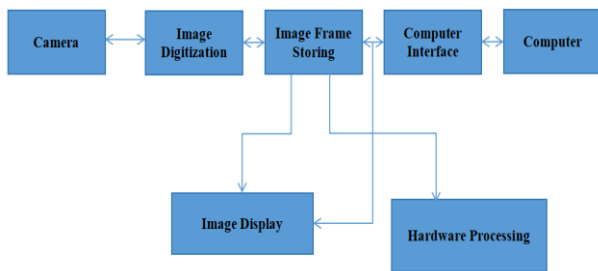 Camera
Image
Digitization
Image Frame
Storing
Computer
Interface
Computer
Image Display
Hardware Processing